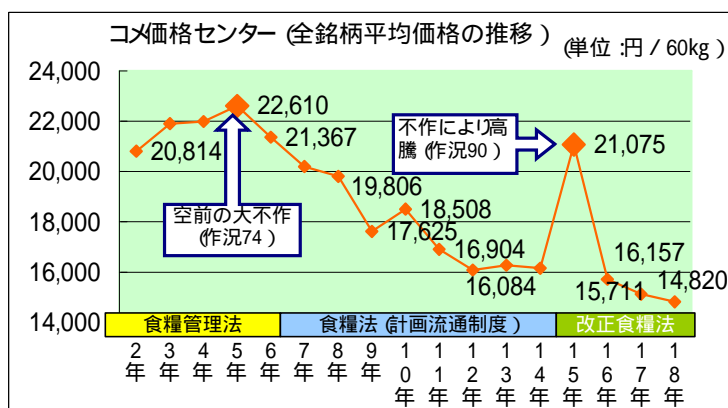 コメ価格センター（全銘柄平均価格の推移）
(単位:円/60kg)
24,000
22,000
20,000
18,000
16,000
14,000
20,814
22,610
21,367
19,806
17,625
18,508
16,904
16,084
21,075
16,157
15,711
14,820
空前の大不作
(作況74)
不作により高
騰(作況90)
食糧管理法
食糧法(計画流通制度)
改正食糧法
2年
3年
4年
5年
6年
7年
8年
9年
10年
11年
12年
13年
14年
15年
16年
17年
18年